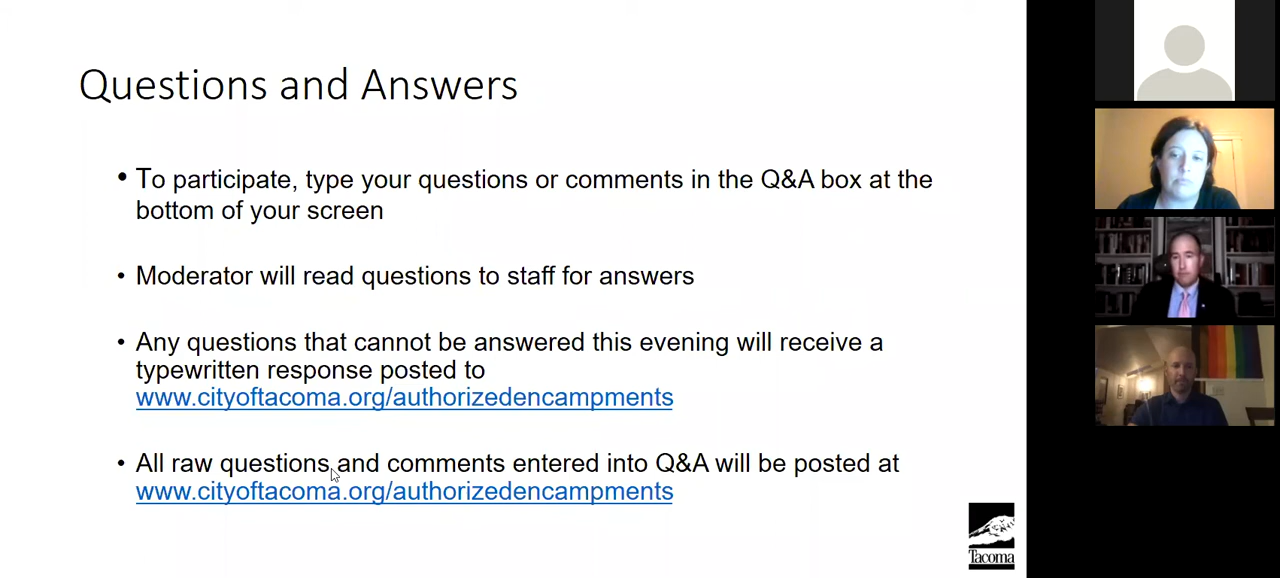 Questions and Answers
• To participate, type your questions or comments in the Q&A box at the
bottom of your screen
• Moderator will read questions to staff for answers
• Any questions that cannot be answered this evening will receive a
typewritten response posted to
www.cityoftacoma.org/authorizedencampments
• All raw questions and comments entered into Q&A will be posted at
www.cityoftacoma.org/authorizedencampments
Tacoma